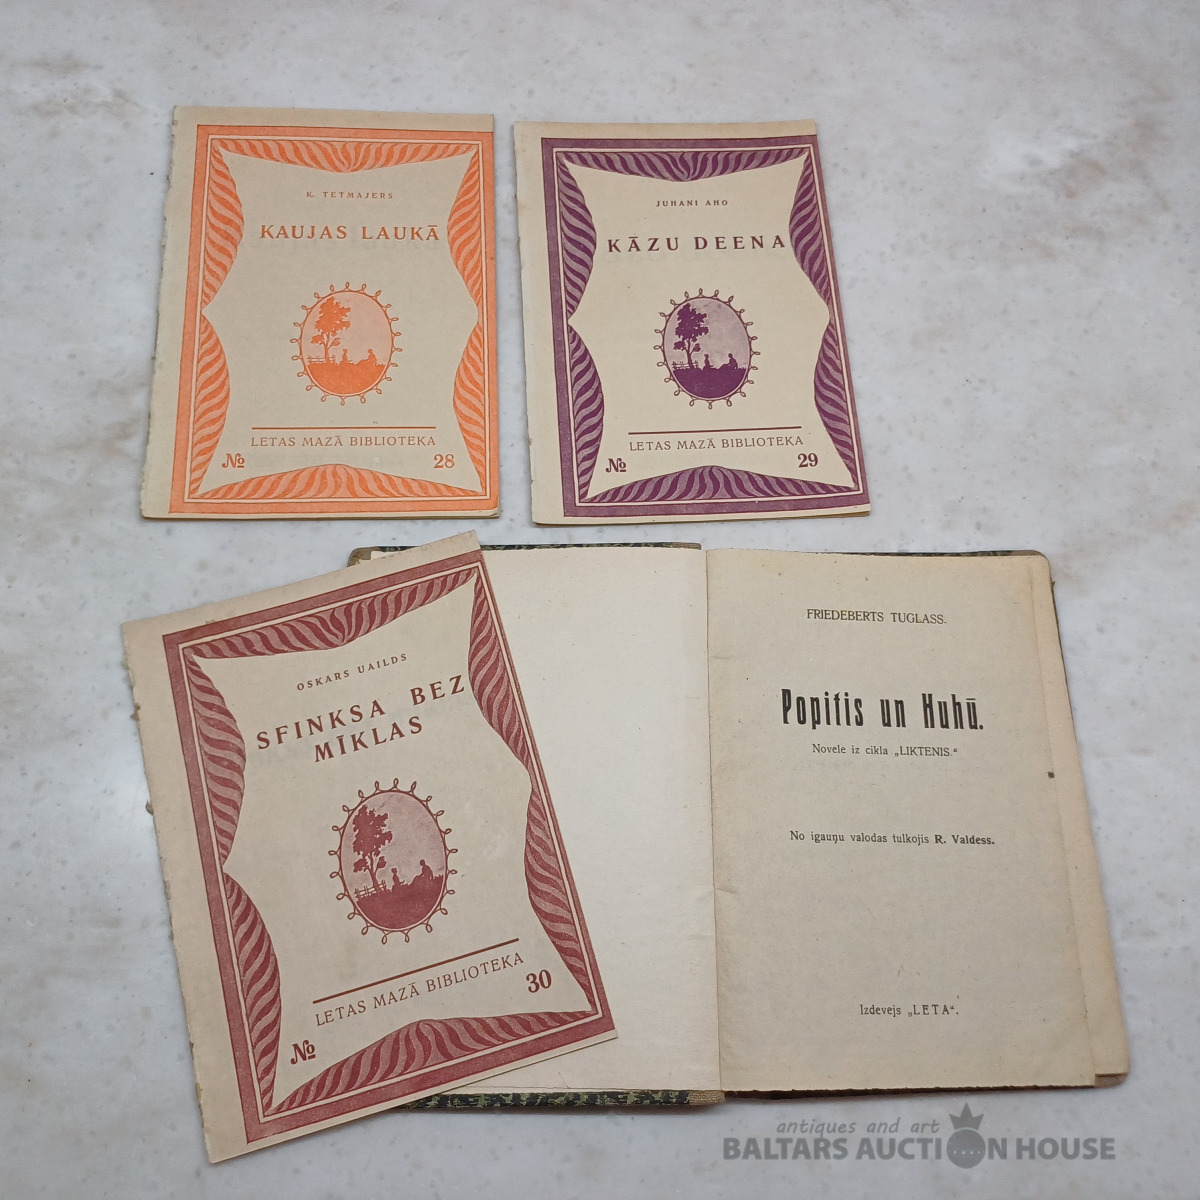 K. TETMAJERS
KAUJAS LAUKĀ
LETAS MAZĀ BIBLIOTEKA
№ 28
JUHANI AHO
KĀZU DEENA
LETAS MAZĀ BIBLIOTEKA
№ 29
OSKARS UAILDS
SFINKSA BEZ
MĪKLAS
LETAS MAZĀ BIBLIOTEKA
№ 30
FRIEDEBERTS TUGLASS.
Popitis un Huhū.
Novele iz cikla „LIKTENIS.“
No igauņu valodas tulkojis R. Valdess.
Izdevejs „LETA“.
antiques and art
BALTARS AUCTION HOUSE